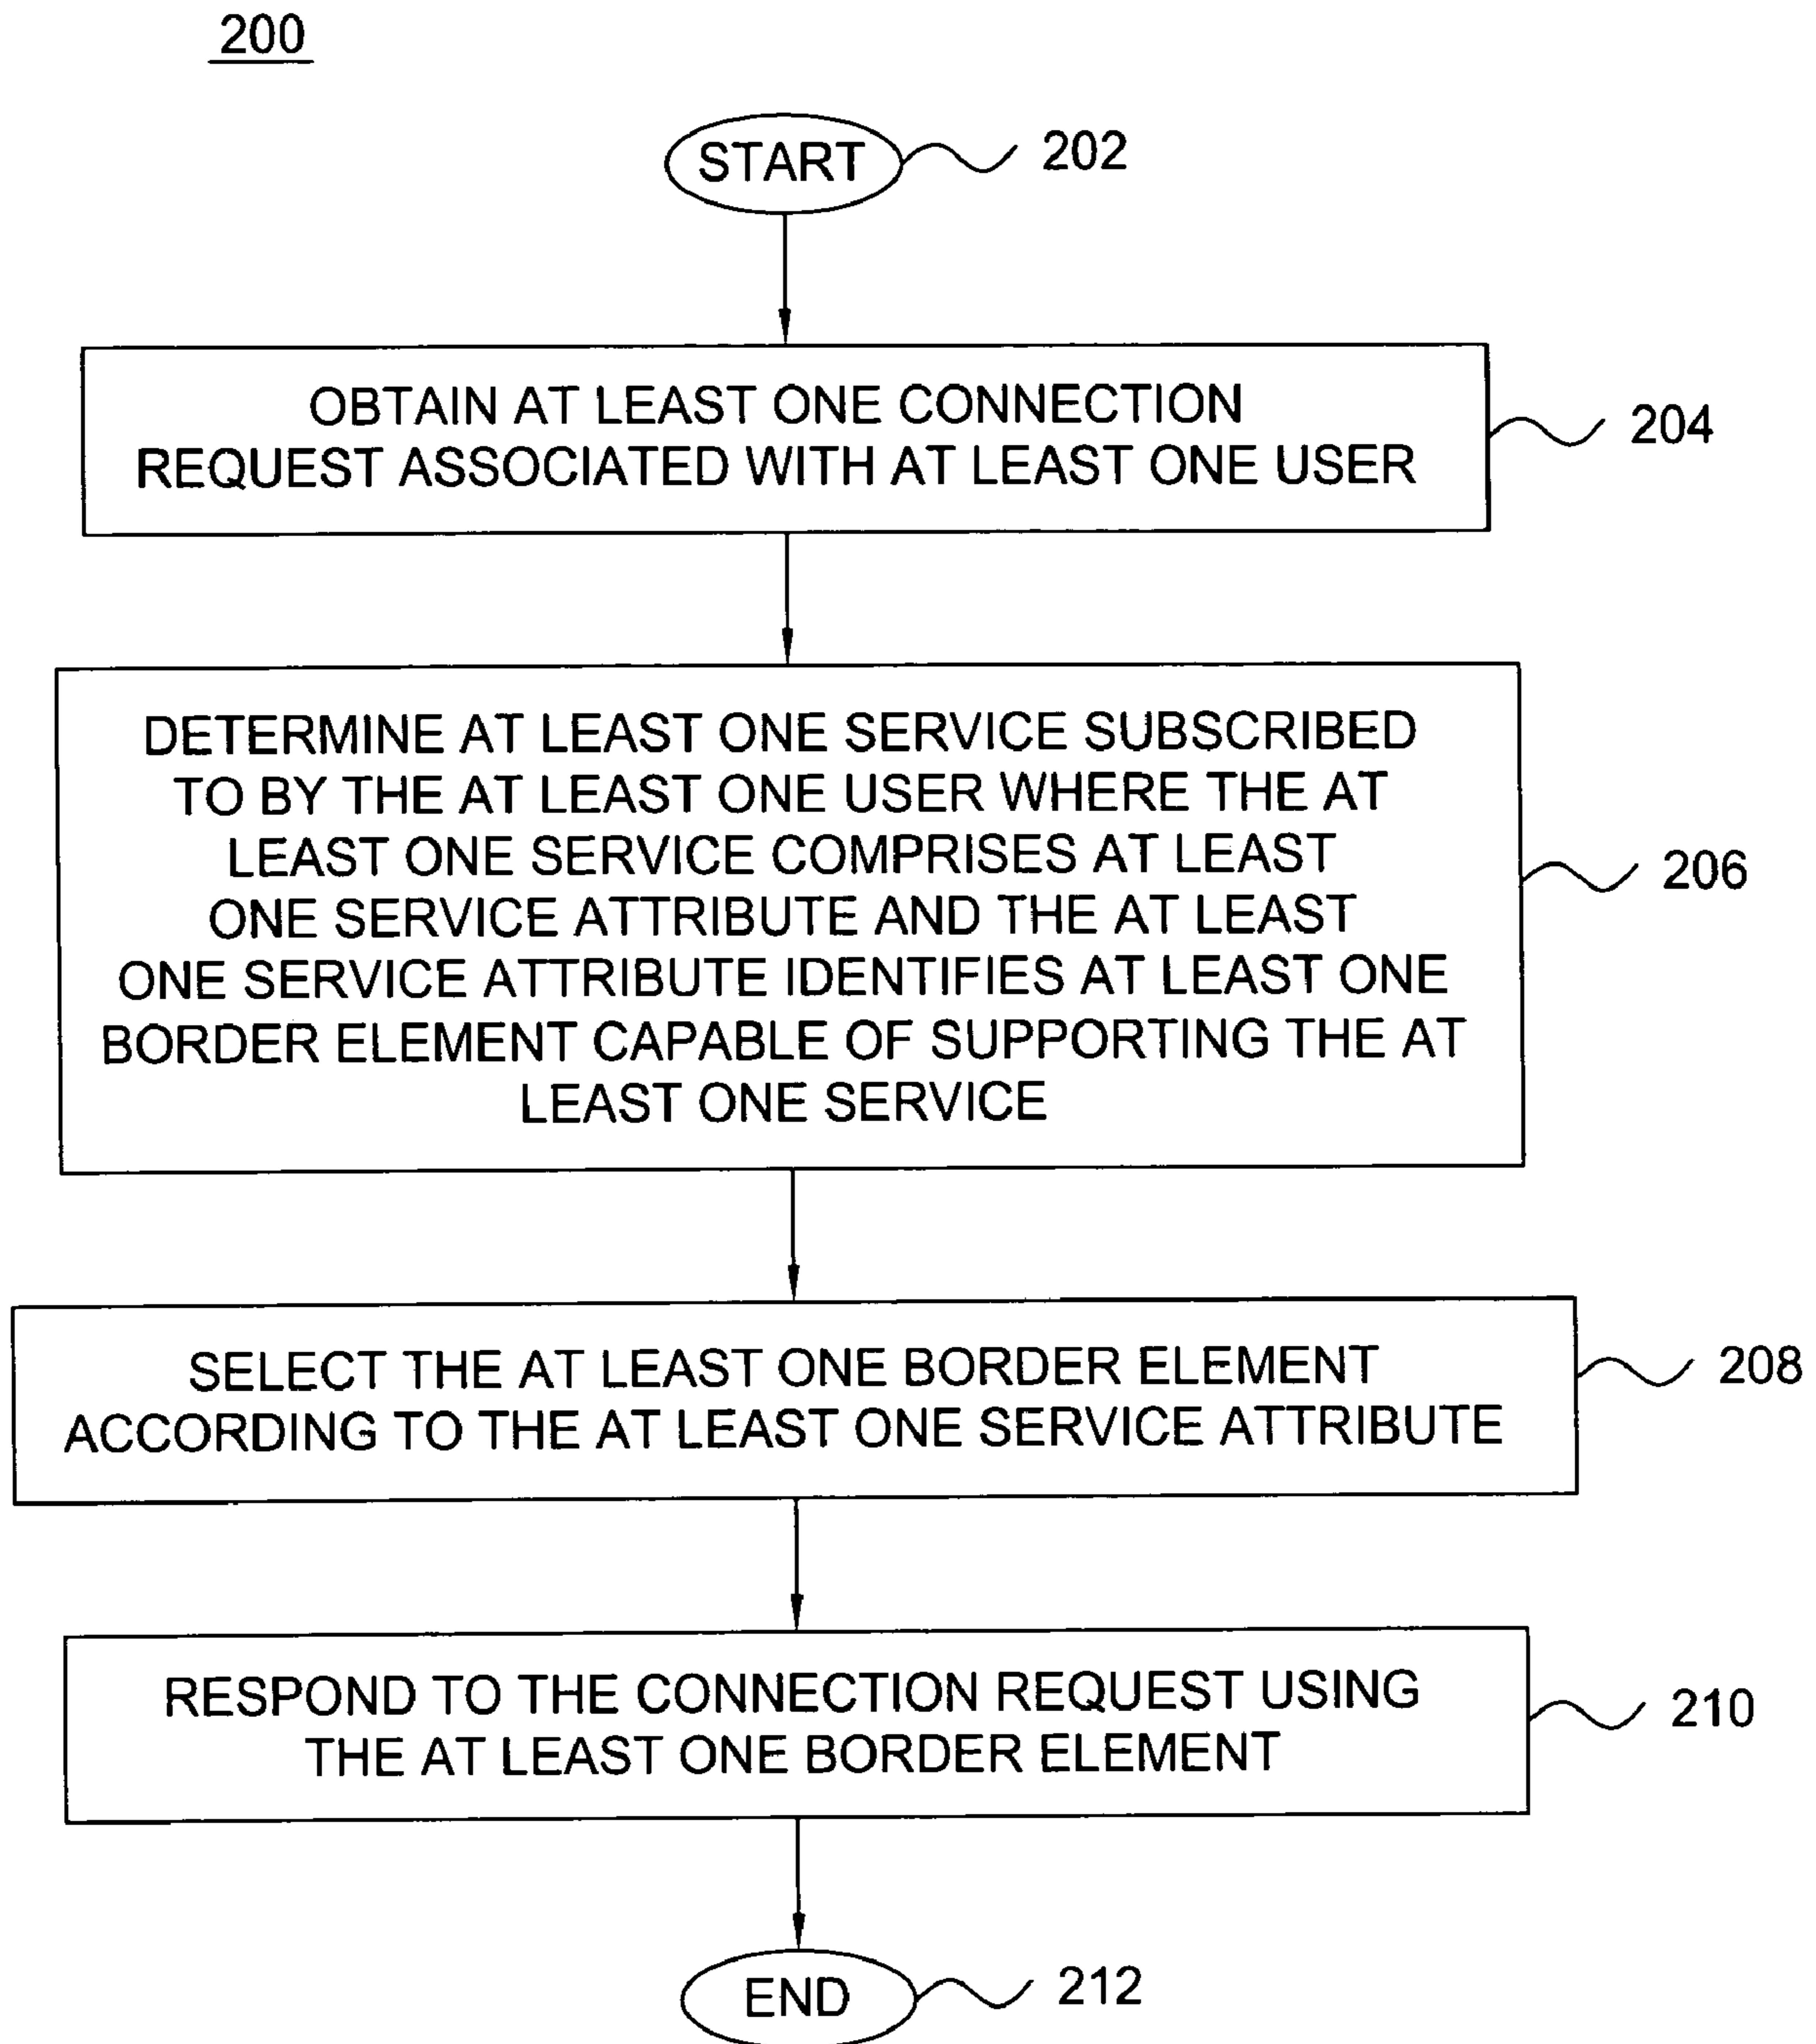 200
START
202
OBTAIN AT LEAST ONE CONNECTION
REQUEST ASSOCIATED WITH AT LEAST ONE USER
204
DETERMINE AT LEAST ONE SERVICE SUBSCRIBED
TO BY THE AT LEAST ONE USER WHERE THE AT
LEAST ONE SERVICE COMPRISES AT LEAST
ONE SERVICE ATTRIBUTE AND THE AT LEAST
ONE SERVICE ATTRIBUTE IDENTIFIES AT LEAST ONE
BORDER ELEMENT CAPABLE OF SUPPORTING THE AT
LEAST ONE SERVICE
206
SELECT THE AT LEAST ONE BORDER ELEMENT
ACCORDING TO THE AT LEAST ONE SERVICE ATTRIBUTE
208
RESPOND TO THE CONNECTION REQUEST USING
THE AT LEAST ONE BORDER ELEMENT
210
END
212